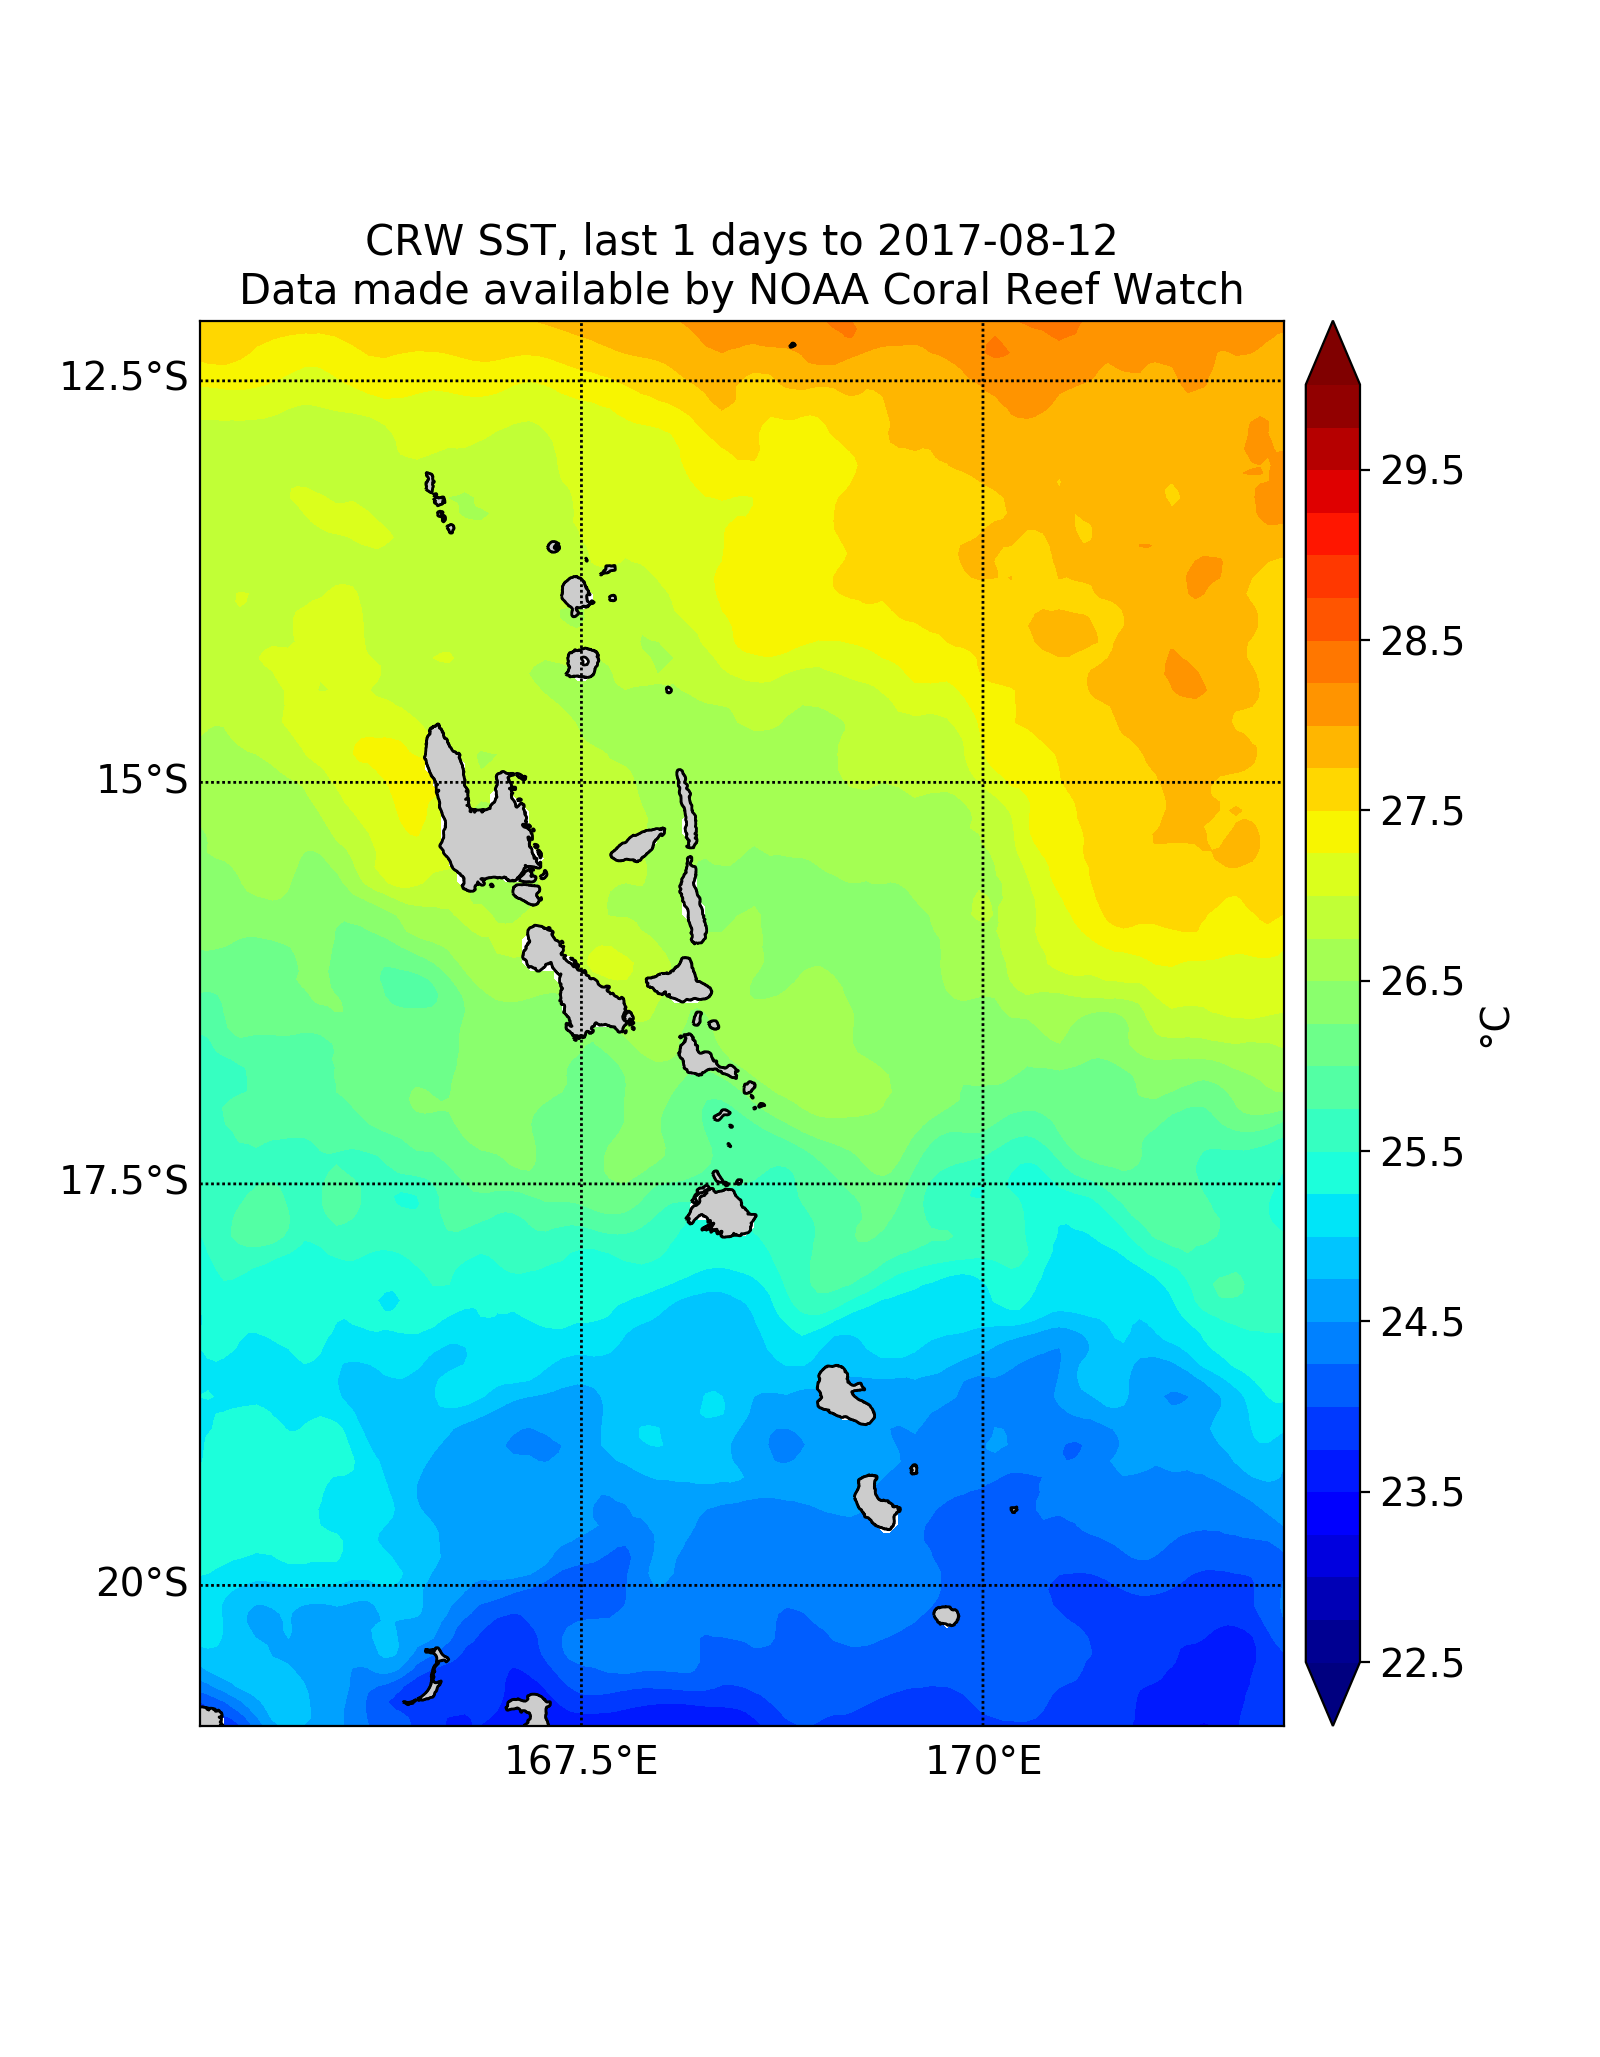 CRW SST, last 1 days to 2017-08-12
Data made available by NOAA Coral Reef Watch
12.5°S
15°S
17.5°S
20°S
167.5°E
170°E
29.5
28.5
27.5
26.5
25.5
24.5
23.5
22.5
°C